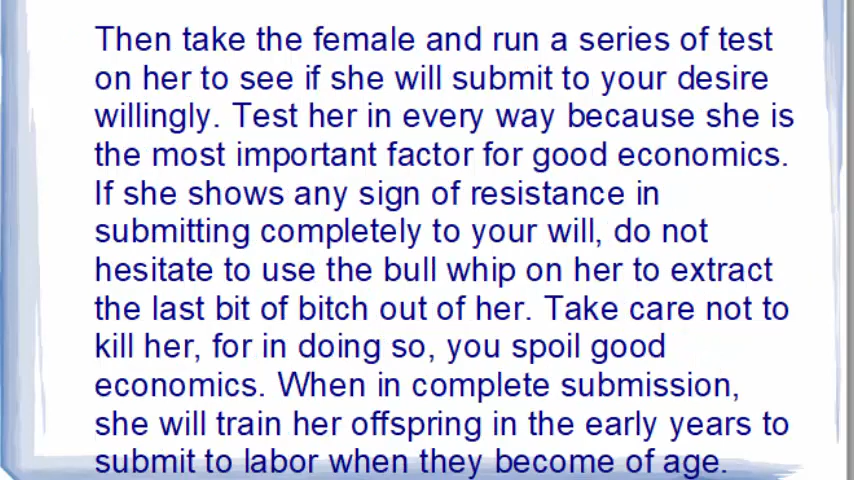 Then take the female and run a series of test
on her to see if she will submit to your desire
willingly. Test her in every way because she is
the most important factor for good economics.
If she shows any sign of resistance in
submitting completely to your will, do not
hesitate to use the bull whip on her to extract
the last bit of bitch out of her. Take care not to
kill her, for in doing so, you spoil good
economics. When in complete submission,
she will train her offspring in the early years to
submit to labor when they become of age.